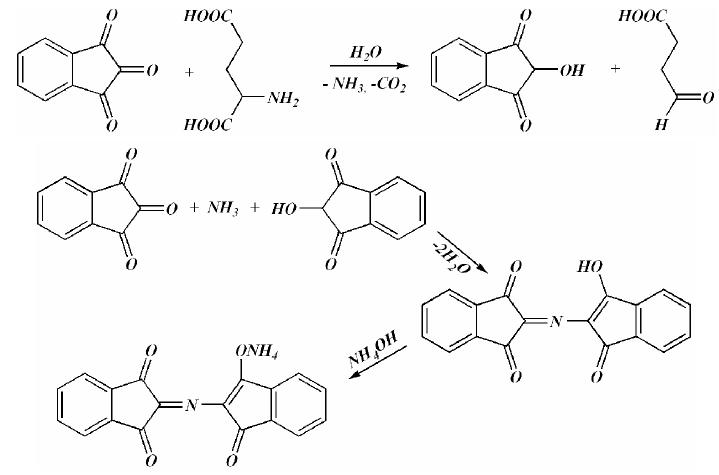 O
O
O
+
HOOC
NH₂
HOOC
H₂O
- NH₃, -CO₂
O
OH
O
+
HOOC
O
H
O
O
O
+ NH₃ +
HO
O
O
-2H₂O
O
N
O
HO
O
NH₄OH
O
N
O
ONH₄
O